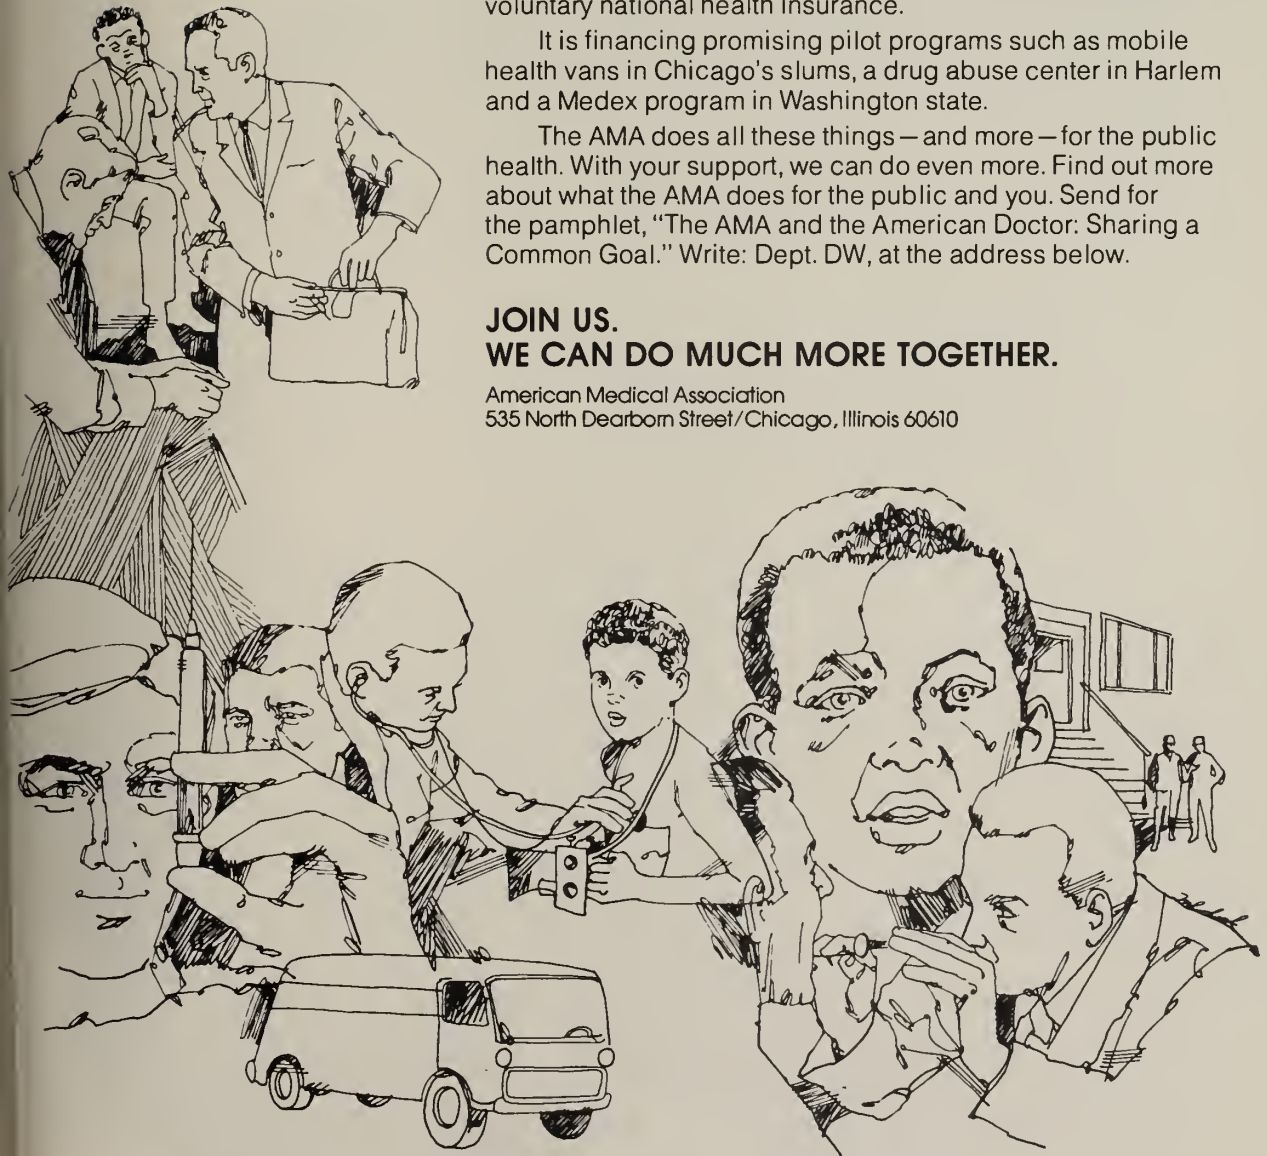 voluntary national health insurance.
It is financing promising pilot programs such as mobile
health vans in Chicago's slums, a drug abuse center in Harlem
and a Medex program in Washington state.
The AMA does all these things—and more—for the public
health. With your support, we can do even more. Find out more
about what the AMA does for the public and you. Send for
the pamphlet, "The AMA and the American Doctor: Sharing a
Common Goal." Write: Dept. DW, at the address below.
JOIN US.
WE CAN DO MUCH MORE TOGETHER.
American Medical Association
535 North Dearborn Street/Chicago, Illinois 60610